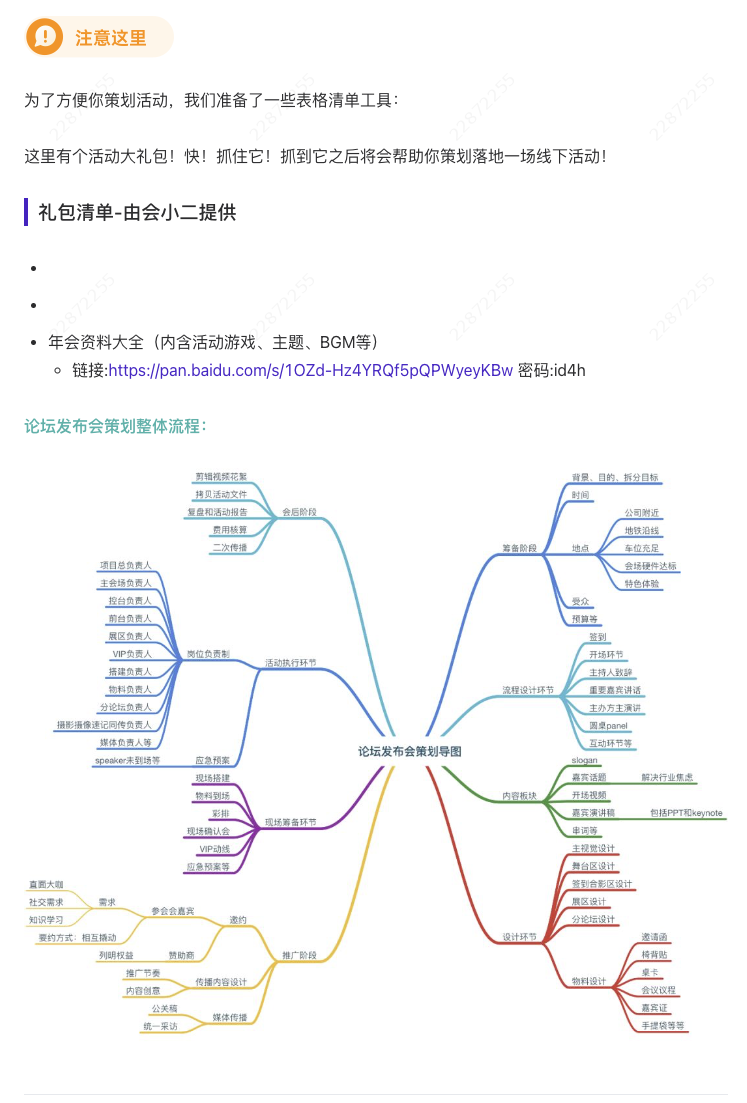 注意这里
为了方便你策划活动，我们准备了一些表格清单工具：
这里有个活动大礼包！快！抓住它！抓到它之后将会帮助你策划落地一场线下活动！
礼包清单-由会小二提供
年会资料大全（内含活动游戏、主题、BGM等）
链接:https://pan.baidu.com/s/1OZd-Hz4YRQf5pQPWyeyKBw 密码:id4h
论坛发布会策划整体流程：
论坛发布会策划导图
会后阶段
剪辑视频花絮
拷贝活动文件
复盘和活动报告
费用核算
二次传播
活动执行环节
岗位负责制
项目总负责人
主会场负责人
控台负责人
前台负责人
展区负责人
VIP负责人
搭建负责人
物料负责人
分论坛负责人
摄影摄像速记同传负责人
媒体负责人等
应急预案
speaker未到场等
现场筹备环节
现场搭建
物料到场
彩排
现场确认会
VIP动线
应急预案等
推广阶段
邀约
参会会嘉宾
需求
直面大咖
社交需求
知识学习
要约方式：相互撬动
赞助商
列明权益
传播内容设计
推广节奏
内容创意
媒体传播
公关稿
统一采访
筹备阶段
背景、目的、拆分目标
时间
地点
公司附近
地铁沿线
车位充足
会场硬件达标
特色体验
受众
预算等
流程设计环节
签到
开场环节
主持人致辞
重要嘉宾讲话
主办方主演讲
圆桌panel
互动环节等
内容板块
slogan
嘉宾话题
解决行业焦虑
开场视频
嘉宾演讲稿
包括PPT和keynote
串词等
设计环节
主视觉设计
舞台区设计
签到合影区设计
展区设计
分论坛设计
物料设计
邀请函
椅背贴
桌卡
会议议程
嘉宾证
手提袋等等
22872255
22872255
22872255
22872255
22872255
22872255
22872255
22872255